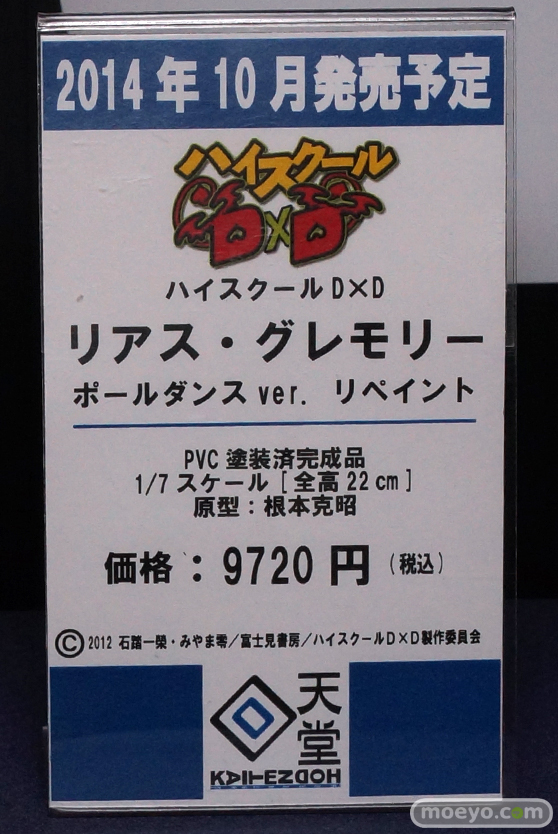 2014年10月発売予定
ハイスクール
D×D
ハイスクールD×D
リアス・グレモリー
ポールダンスver. リペイント
PVC塗装済完成品
1/7スケール[全高22cm]
原型:根本克昭
価格:9720円(税込)
©2012 石踏一榮・みやま零/富士見書房/ハイスクールD×D製作委員会
天堂
KAITENDOH
moeyo.com